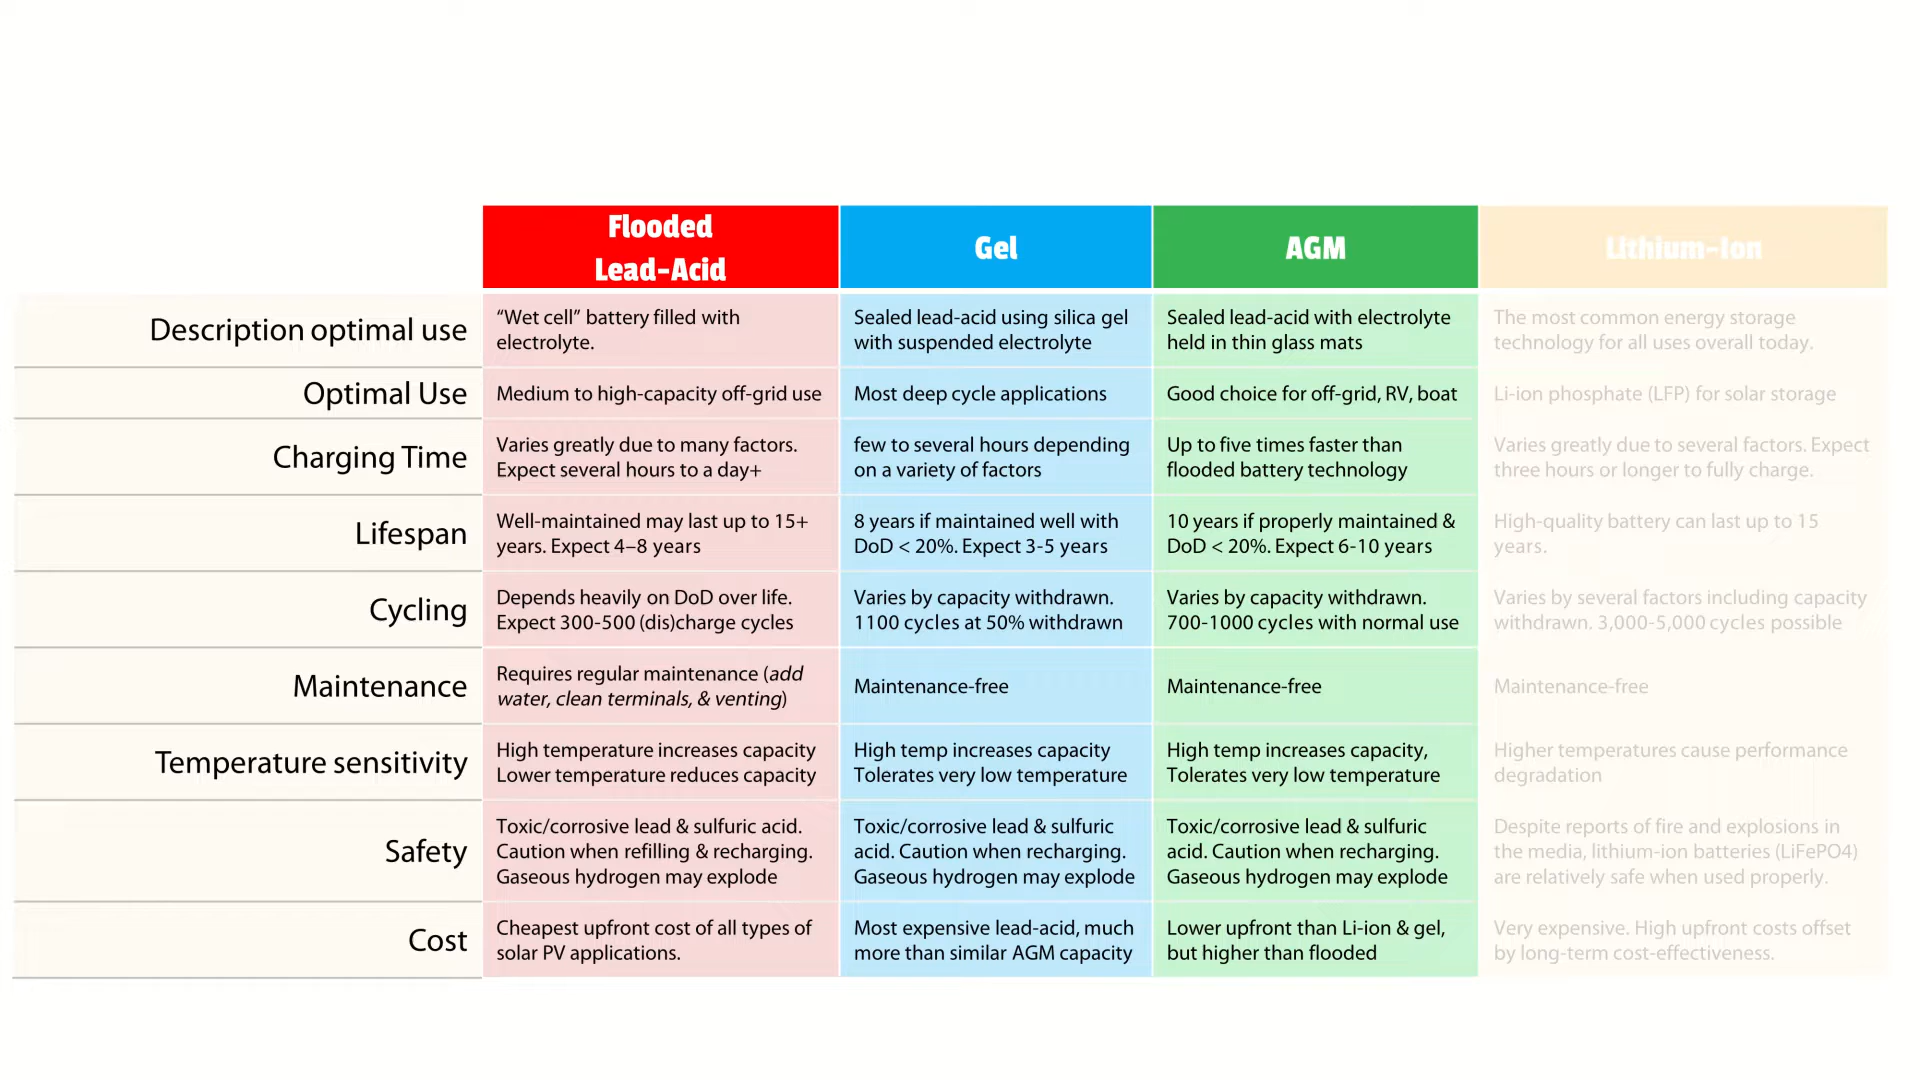 Flooded
Lead-Acid
Gel
AGM
Lithium-Ion
Description optimal use
“Wet cell” battery filled with
electrolyte.
Sealed lead-acid using silica gel
with suspended electrolyte
Sealed lead-acid with electrolyte
held in thin glass mats
The most common energy storage
technology for all uses overall today.
Optimal Use
Medium to high-capacity off-grid use
Most deep cycle applications
Good choice for off-grid, RV, boat
Li-ion phosphate (LFP) for solar storage
Charging Time
Varies greatly due to many factors.
Expect several hours to a day+
few to several hours depending
on a variety of factors
Up to five times faster than
flooded battery technology
Varies greatly due to several factors. Expect
three hours or longer to fully charge.
Lifespan
Well-maintained may last up to 15+
years. Expect 4–8 years
8 years if maintained well with
DoD < 20%. Expect 3-5 years
10 years if properly maintained &
DoD < 20%. Expect 6-10 years
High-quality battery can last up to 15
years.
Cycling
Depends heavily on DoD over life.
Expect 300-500 (dis)charge cycles
Varies by capacity withdrawn.
1100 cycles at 50% withdrawn
Varies by capacity withdrawn.
700-1000 cycles with normal use
Varies by several factors including capacity
withdrawn. 3,000-5,000 cycles possible
Maintenance
Requires regular maintenance (add
water, clean terminals, & venting)
Maintenance-free
Maintenance-free
Maintenance-free
Temperature sensitivity
High temperature increases capacity
Lower temperature reduces capacity
High temp increases capacity
Tolerates very low temperature
High temp increases capacity,
Tolerates very low temperature
Higher temperatures cause performance
degradation
Safety
Toxic/corrosive lead & sulfuric acid.
Caution when refilling & recharging.
Gaseous hydrogen may explode
Toxic/corrosive lead & sulfuric
acid. Caution when recharging.
Gaseous hydrogen may explode
Toxic/corrosive lead & sulfuric
acid. Caution when recharging.
Gaseous hydrogen may explode
Despite reports of fire and explosions in
the media, lithium-ion batteries (LiFePO4)
are relatively safe when used properly.
Cost
Cheapest upfront cost of all types of
solar PV applications.
Most expensive lead-acid, much
more than similar AGM capacity
Lower upfront than Li-ion & gel,
but higher than flooded
Very expensive. High upfront costs offset
by long-term cost-effectiveness.